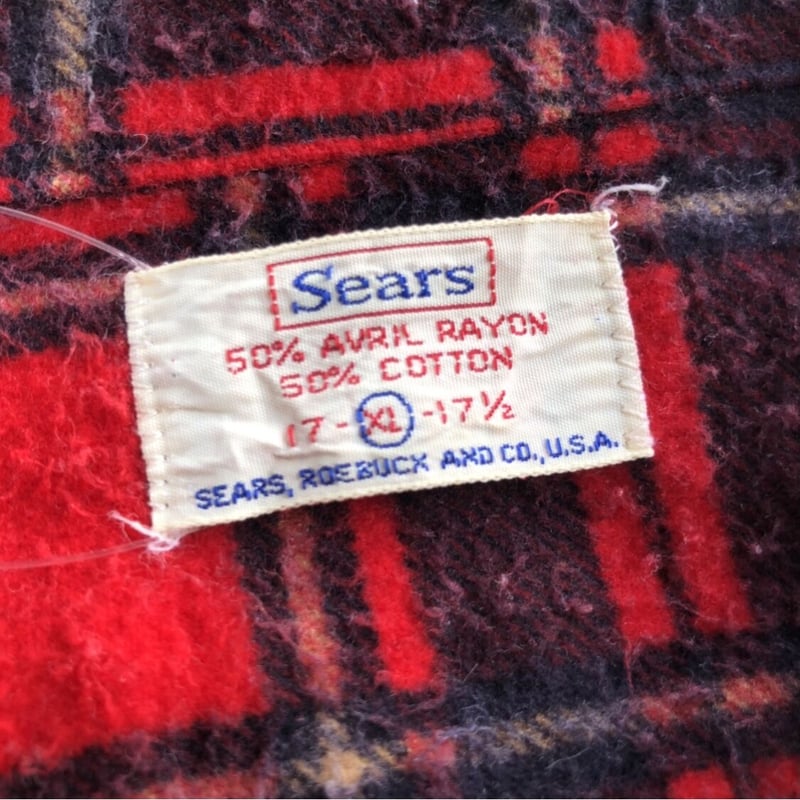 Sears
50% AVRIL RAYON
50% COTTON
17-XL-17½
SEARS, ROEBUCK AND CO., U.S.A.